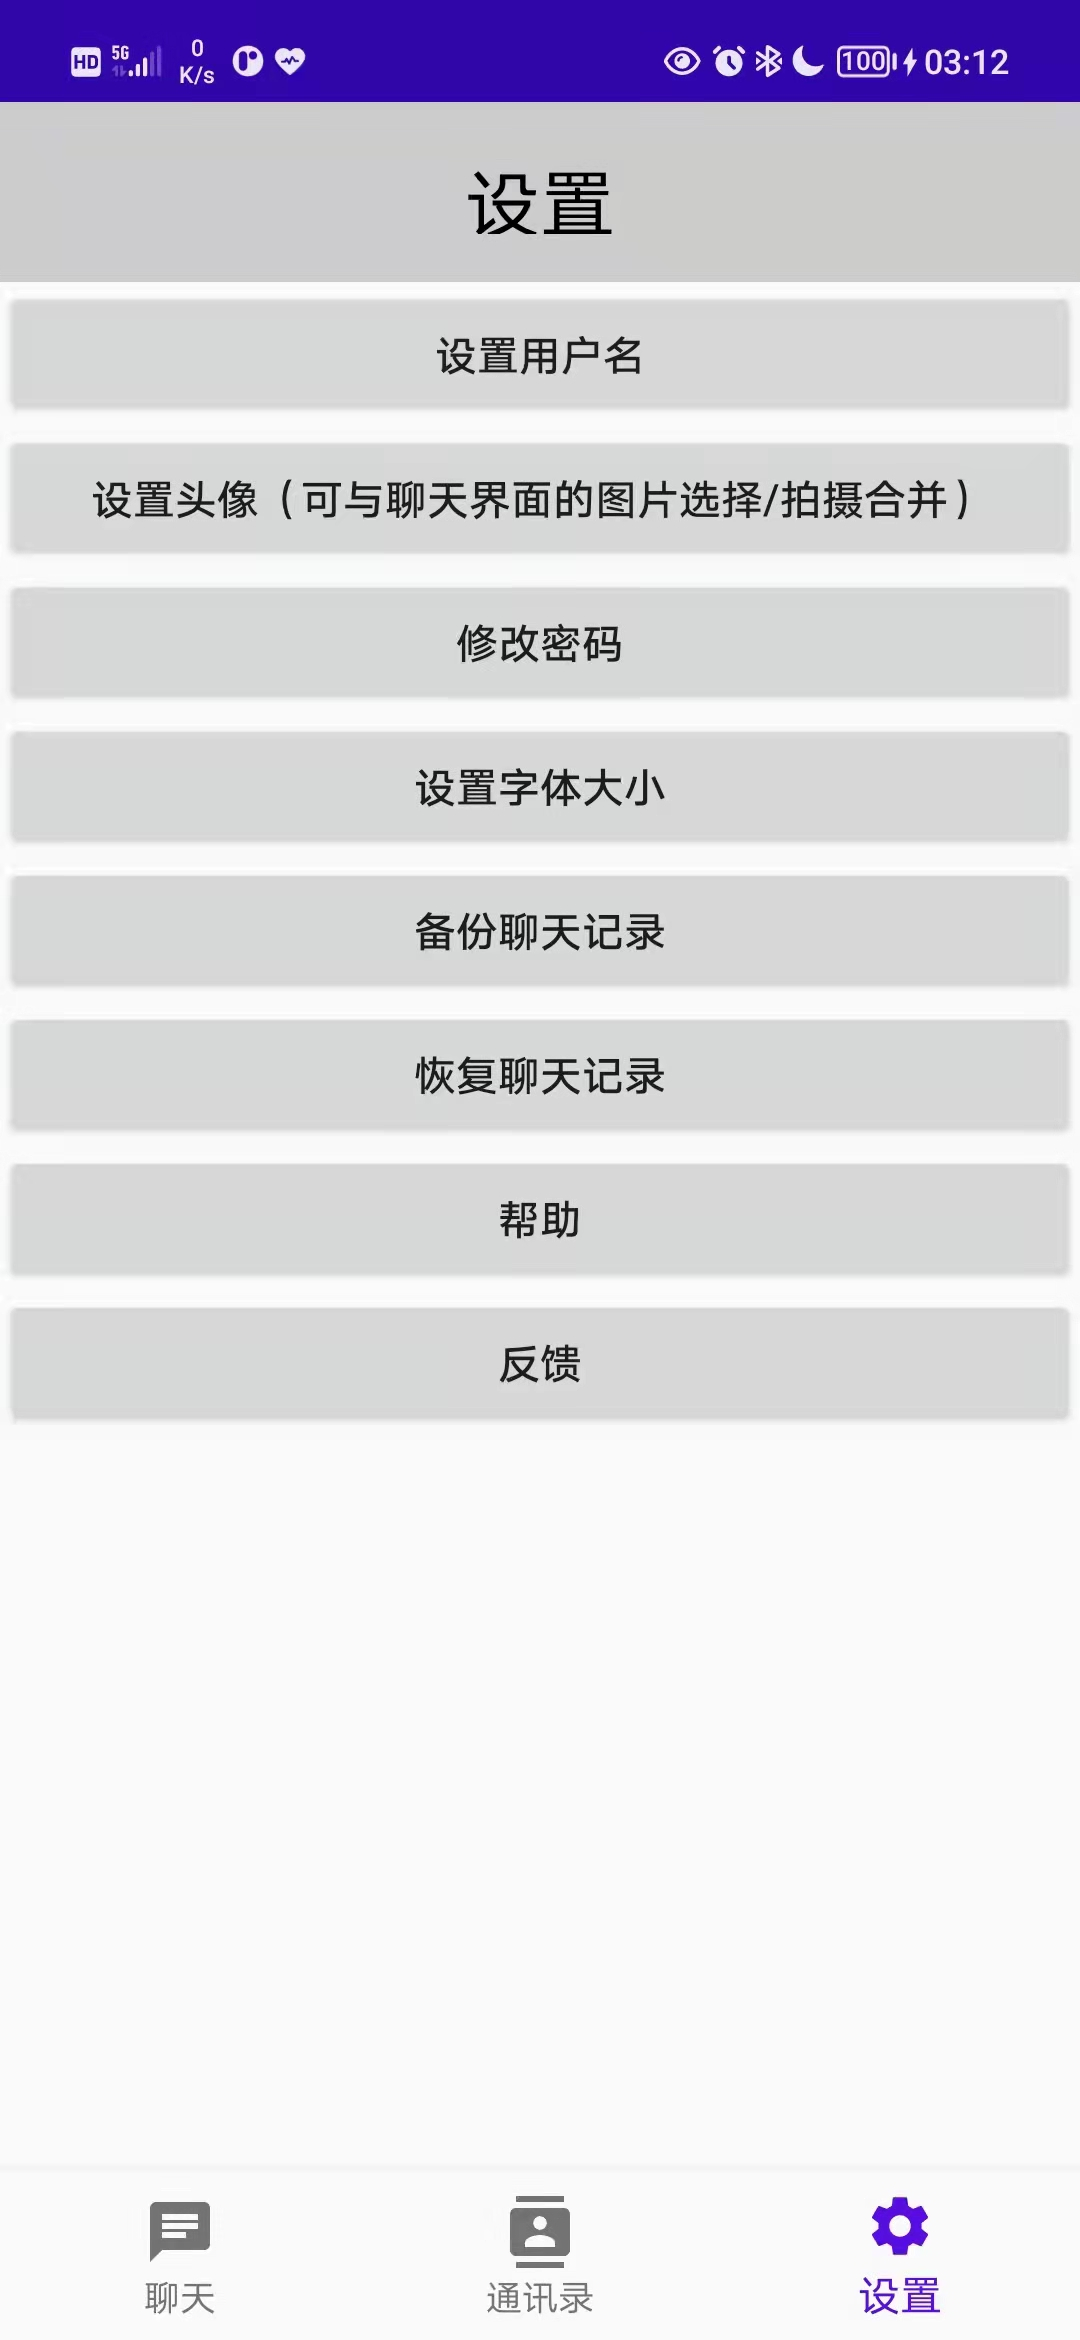 HD 5G 0 K/s 100 03:12
设置
设置用户名
设置头像（可与聊天界面的图片选择/拍摄合并）
修改密码
设置字体大小
备份聊天记录
恢复聊天记录
帮助
反馈
聊天 通讯录 设置